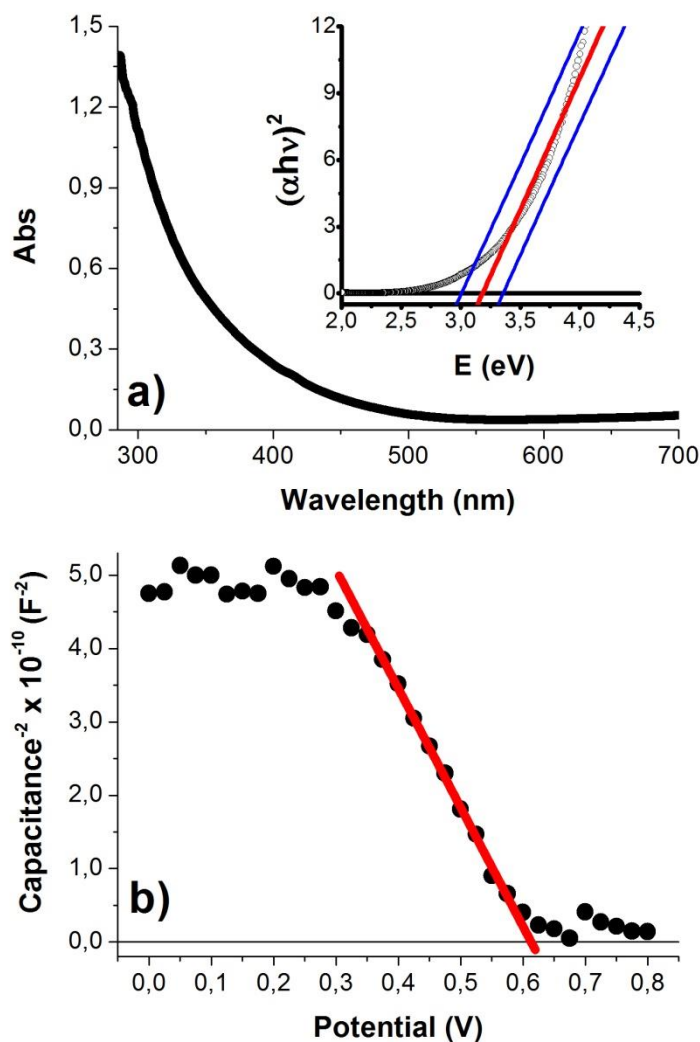 1,5
1,2
0,9
0,6
0,3
0,0
Abs
a)
300 400 500 600 700
Wavelength (nm)
12
9
6
3
0
(αhν)²
2,0 2,5 3,0 3,5 4,0 4,5
E (eV)
5,0
4,0
3,0
2,0
1,0
0,0
Capacitance⁻² x 10⁻¹⁰ (F⁻²)
b)
0,0 0,1 0,2 0,3 0,4 0,5 0,6 0,7 0,8
Potential (V)